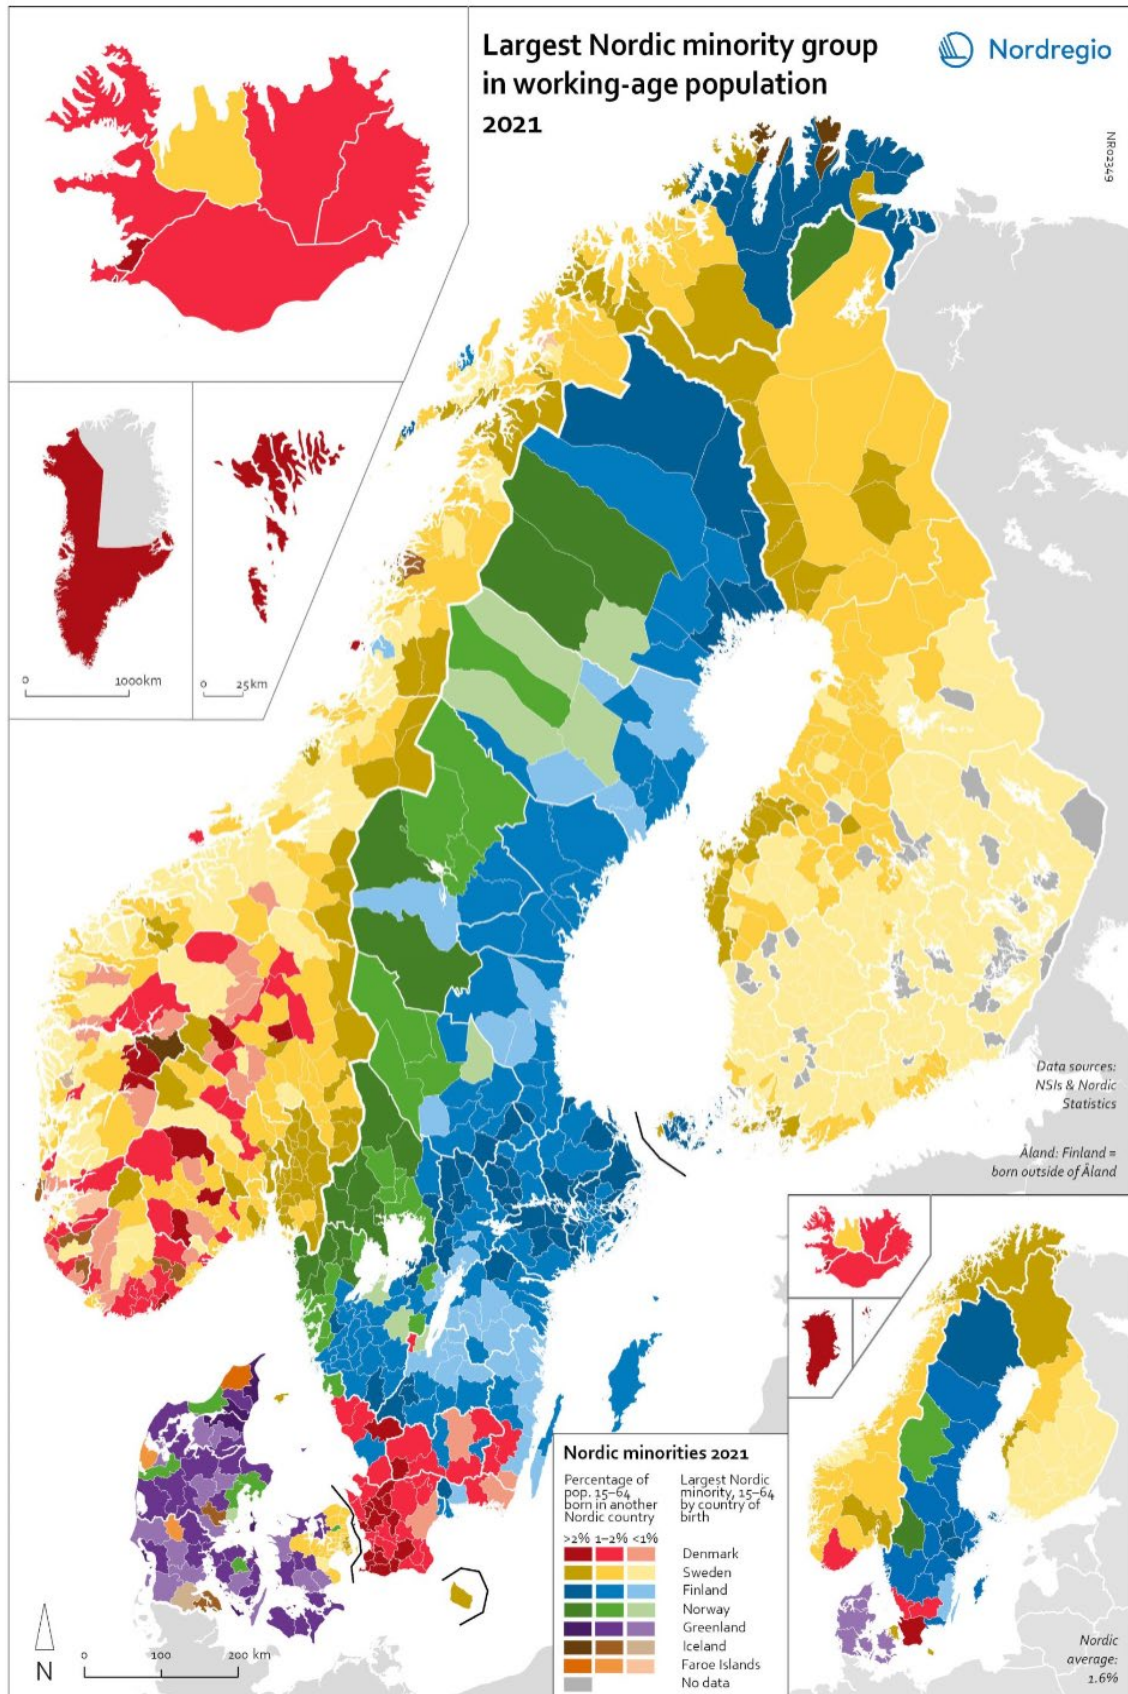 Largest Nordic minority group
in working-age population
2021
Nordregio
NR02349
0 1000km
0 25km
Data sources:
NSIs & Nordic
Statistics
Åland: Finland =
born outside of Åland
Nordic minorities 2021
Percentage of
pop. 15–64
born in another
Nordic country
Largest Nordic
minority, 15–64
by country of
birth
>2% 1–2% <1%
Denmark
Sweden
Finland
Norway
Greenland
Iceland
Faroe Islands
No data
N
0 100 200 km
Nordic
average:
1.6%